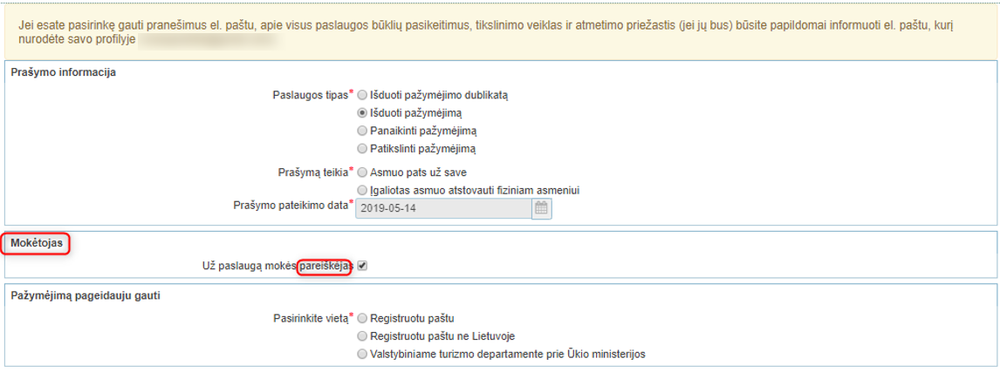 Jei esate pasirinkę gauti pranešimus el. paštu, apie visus paslaugos būklių pasikeitimus, tikslinimo veiklas ir atmetimo priežastis (jei jų bus) būsite papildomai informuoti el. paštu, kurį
nurodėte savo profilyje
Prašymo informacija
Paslaugos tipas* Išduoti pažymėjimo dublikatą
Išduoti pažymėjimą
Panaikinti pažymėjimą
Patikslinti pažymėjimą
Prašymą teikia* Asmuo pats už save
Įgaliotas asmuo atstovauti fiziniam asmeniui
Prašymo pateikimo data* 2019-05-14
Mokėtojas
Už paslaugą mokės pareiškėjas
Pažymėjimą pageidauju gauti
Pasirinkite vietą* Registruotu paštu
Registruotu paštu ne Lietuvoje
Valstybiniame turizmo departamente prie Ūkio ministerijos